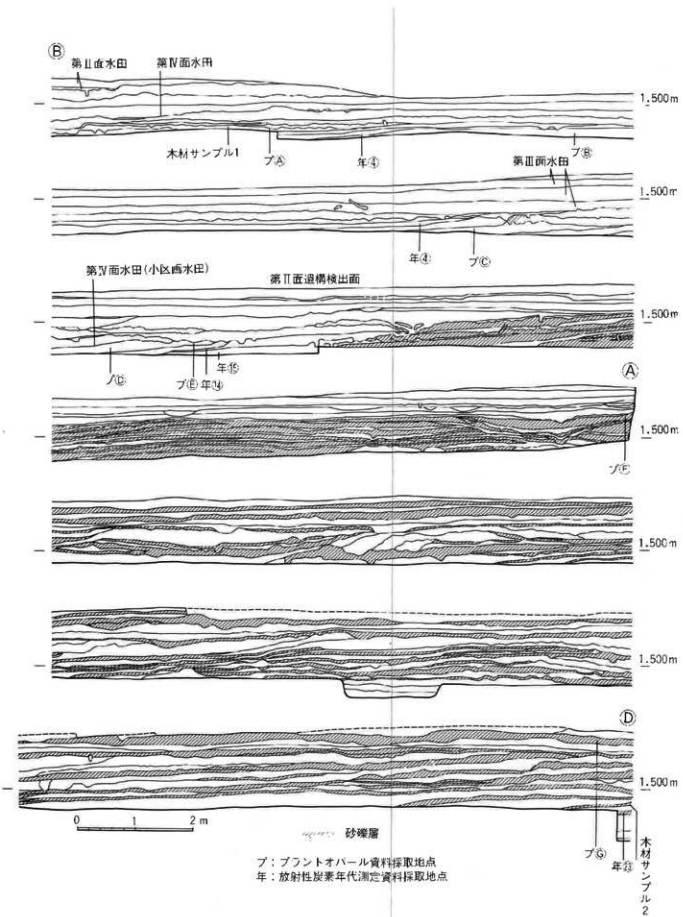 Ⓑ
第Ⅱ面水田 第Ⅳ面水田
1.500m
木材サンプル1 プⒶ 年④ プⒷ
第Ⅲ面水田
1.500m
年④ プⒸ
第Ⅳ面水田(小区画水田) 第Ⅱ面遺構検出面
1.500m
プⒹ プⒺ 年⑭ 年⑮
Ⓐ
1.500m
プⒻ
1.500m
1.500m
Ⓓ
1.500m
0 1 2 m
砂礫層
プⒼ 年㉓ 木材サンプル2
プ:プラントオパール資料採取地点
年:放射性炭素年代測定資料採取地点